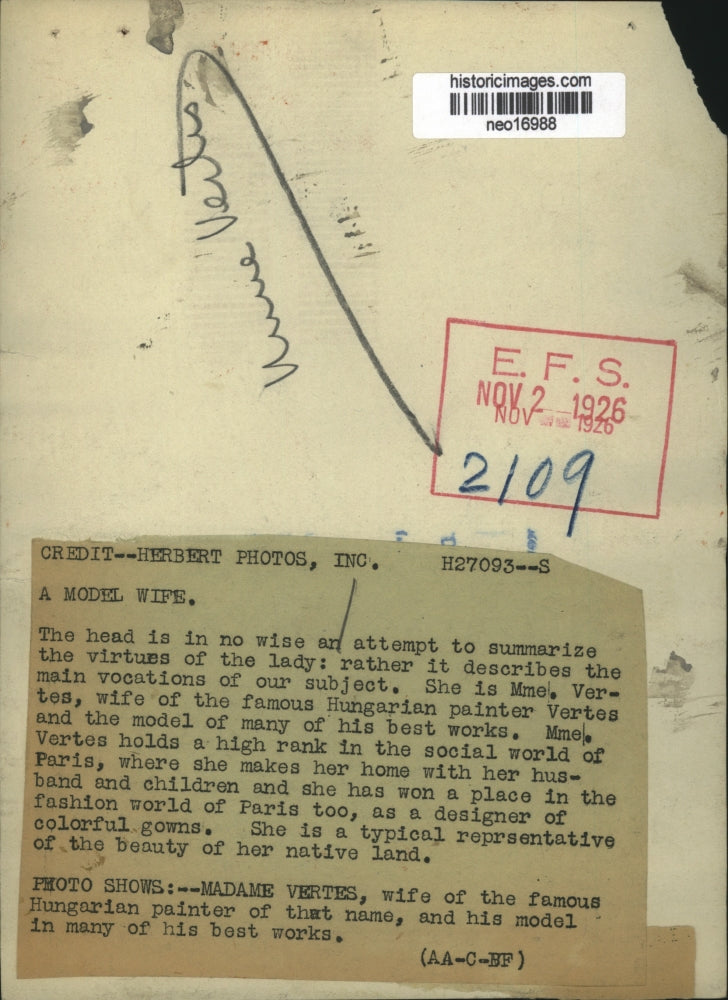 historicimages.com
neo16988
Mme Vertes
E. F. S.
NOV 2 1926
NOV 1926
2109
CREDIT--HERBERT PHOTOS, INC. H27093--S
A MODEL WIFE.
The head is in no wise an attempt to summarize
the virtues of the lady: rather it describes the
main vocations of our subject. She is Mme. Ver-
tes, wife of the famous Hungarian painter Vertes
and the model of many of his best works. Mme.
Vertes holds a high rank in the social world of
Paris, where she makes her home with her hus-
band and children and she has won a place in the
fashion world of Paris too, as a designer of
colorful gowns. She is a typical reprsentative
of the beauty of her native land.
PHOTO SHOWS:--MADAME VERTES, wife of the famous
Hungarian painter of that name, and his model
in many of his best works.
(AA-C-BF)